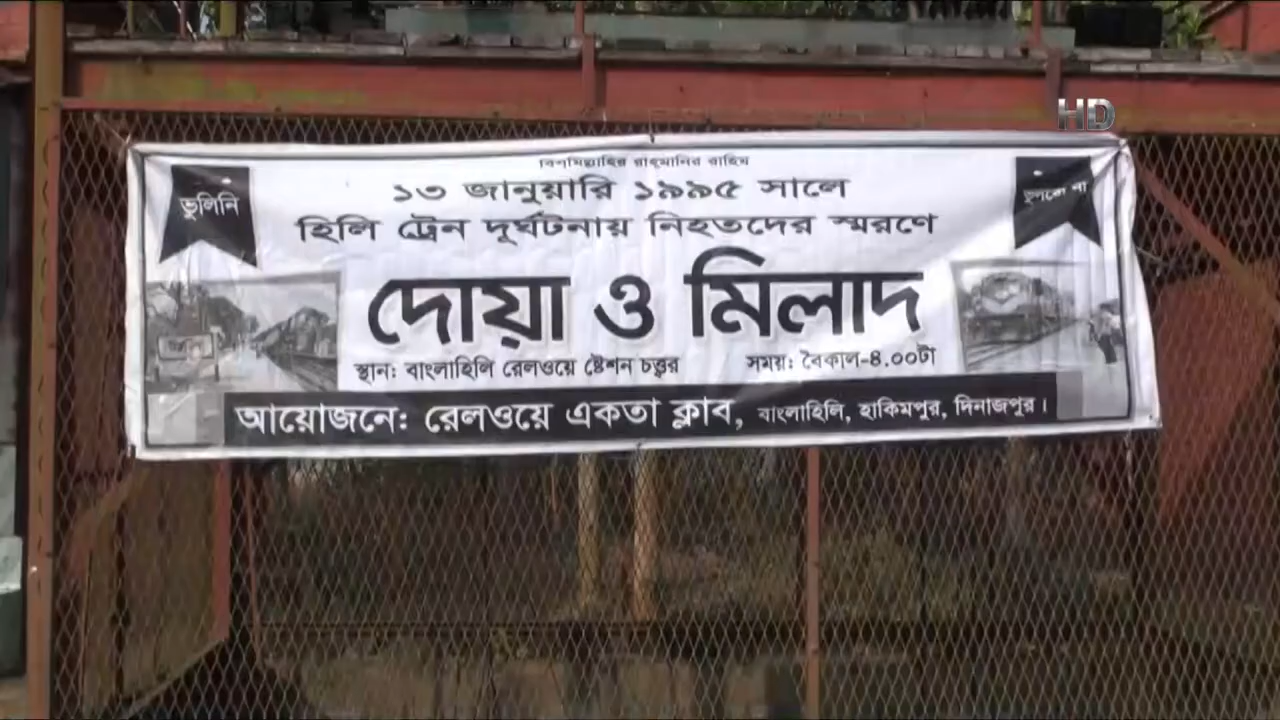 HD
বিসমিল্লাহির রাহমানির রাহিম
ভুলিনি
ভুলবো না
১৩ জানুয়ারি ১৯৯৫ সালে
হিলি ট্রেন দুর্ঘটনায় নিহতদের স্মরণে
দোয়া ও মিলাদ
স্থান: বাংলাহিলি রেলওয়ে ষ্টেশন চত্ত্বর সময়: বৈকাল-৪.০০টা
আয়োজনে: রেলওয়ে একতা ক্লাব, বাংলাহিলি, হাকিমপুর, দিনাজপুর।